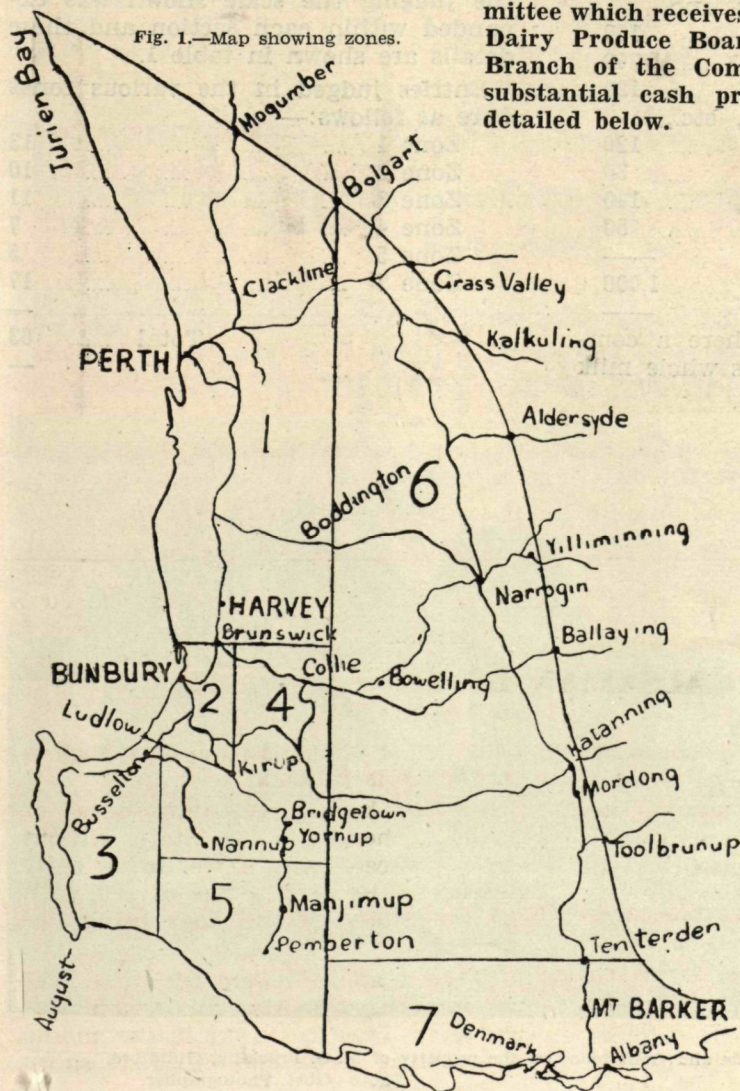 Fig. 1.—Map showing zones.
mittee which receives
Dairy Produce Boar
Branch of the Com
substantial cash pr
detailed below.
Jurien Bay
Mogumber
Bolgart
Clackline
Grass Valley
Kalkuling
PERTH
1
Aldersyde
Boddington
6
Yilliminning
Narrogin
HARVEY
Brunswick
Ballaying
BUNBURY
Collie
Bowelling
2
4
Ludlow
Katanning
Kirup
Mordong
Busselton
Bridgetown
Yornup
Nannup
Toolbrunup
3
5
Manjimup
Pemberton
Tenterden
August
MT BARKER
7
Denmark
Albany